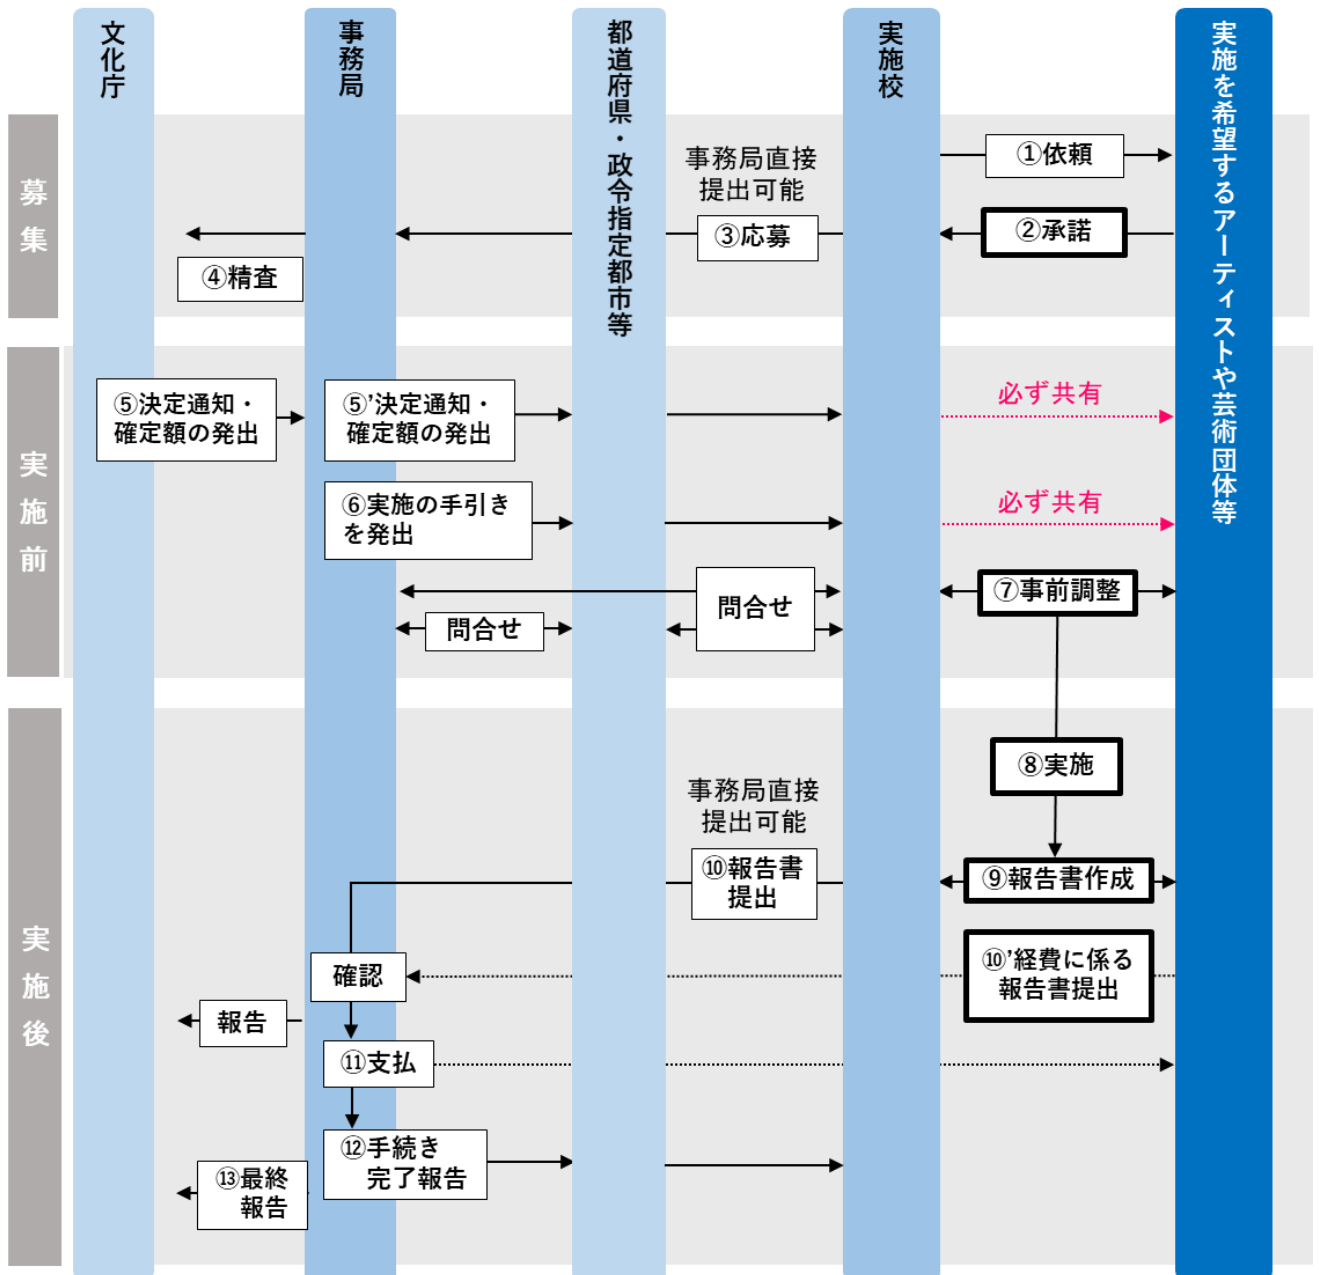 文化庁
事務局
都道府県・政令指定都市等
実施校
実施を希望するアーティストや芸術団体等
募集
①依頼
事務局直接
提出可能
②承諾
③応募
④精査
実施前
⑤決定通知・
確定額の発出
⑤’決定通知・
確定額の発出
必ず共有
⑥実施の手引き
を発出
必ず共有
⑦事前調整
問合せ
問合せ
実施後
⑧実施
事務局直接
提出可能
⑨報告書作成
⑩報告書
提出
⑩’経費に係る
報告書提出
確認
報告
⑪支払
⑫手続き
完了報告
⑬最終
報告